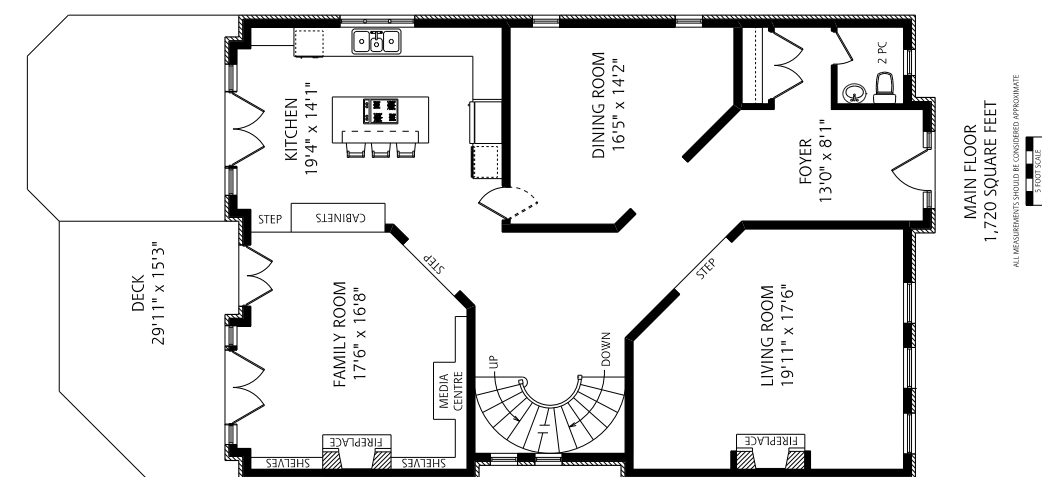 KITCHEN
19'4" x 14'1"
DINING ROOM
16'5" x 14'2"
2 PC
FOYER
13'0" x 8'1"
MAIN FLOOR
1,720 SQUARE FEET
ALL MEASUREMENTS SHOULD BE CONSIDERED APPROXIMATE
5 FOOT SCALE
STEP
CABINETS
STEP
STEP
DECK
29'11" x 15'3"
FAMILY ROOM
17'6" x 16'8"
MEDIA
CENTRE
UP
DOWN
LIVING ROOM
19'11" x 17'6"
SHELVES
FIREPLACE
SHELVES
FIREPLACE